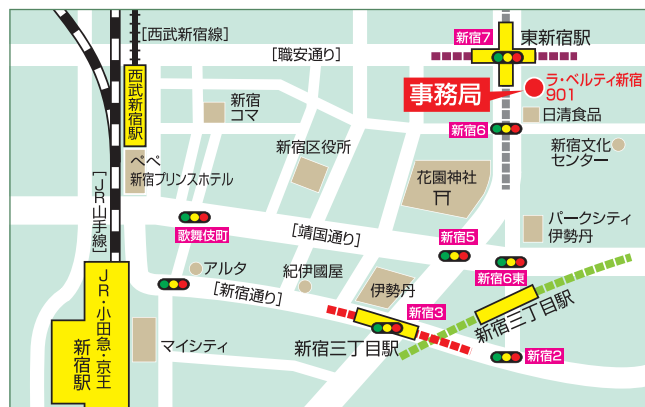 [西武新宿線]
[職安通り]
新宿7
東新宿駅
ラ・ベルティ新宿
901
事務局
西武新宿駅
新宿
コマ
日清食品
新宿6
新宿区役所
新宿文化
センター
ペペ
新宿プリンスホテル
花園神社
[JR山手線]
パークシティ
伊勢丹
歌舞伎町
[靖国通り]
新宿5
新宿6東
アルタ
紀伊國屋
伊勢丹
JR・小田急・京王
新宿駅
[新宿通り]
新宿3
新宿三丁目駅
マイシティ
新宿三丁目駅
新宿2